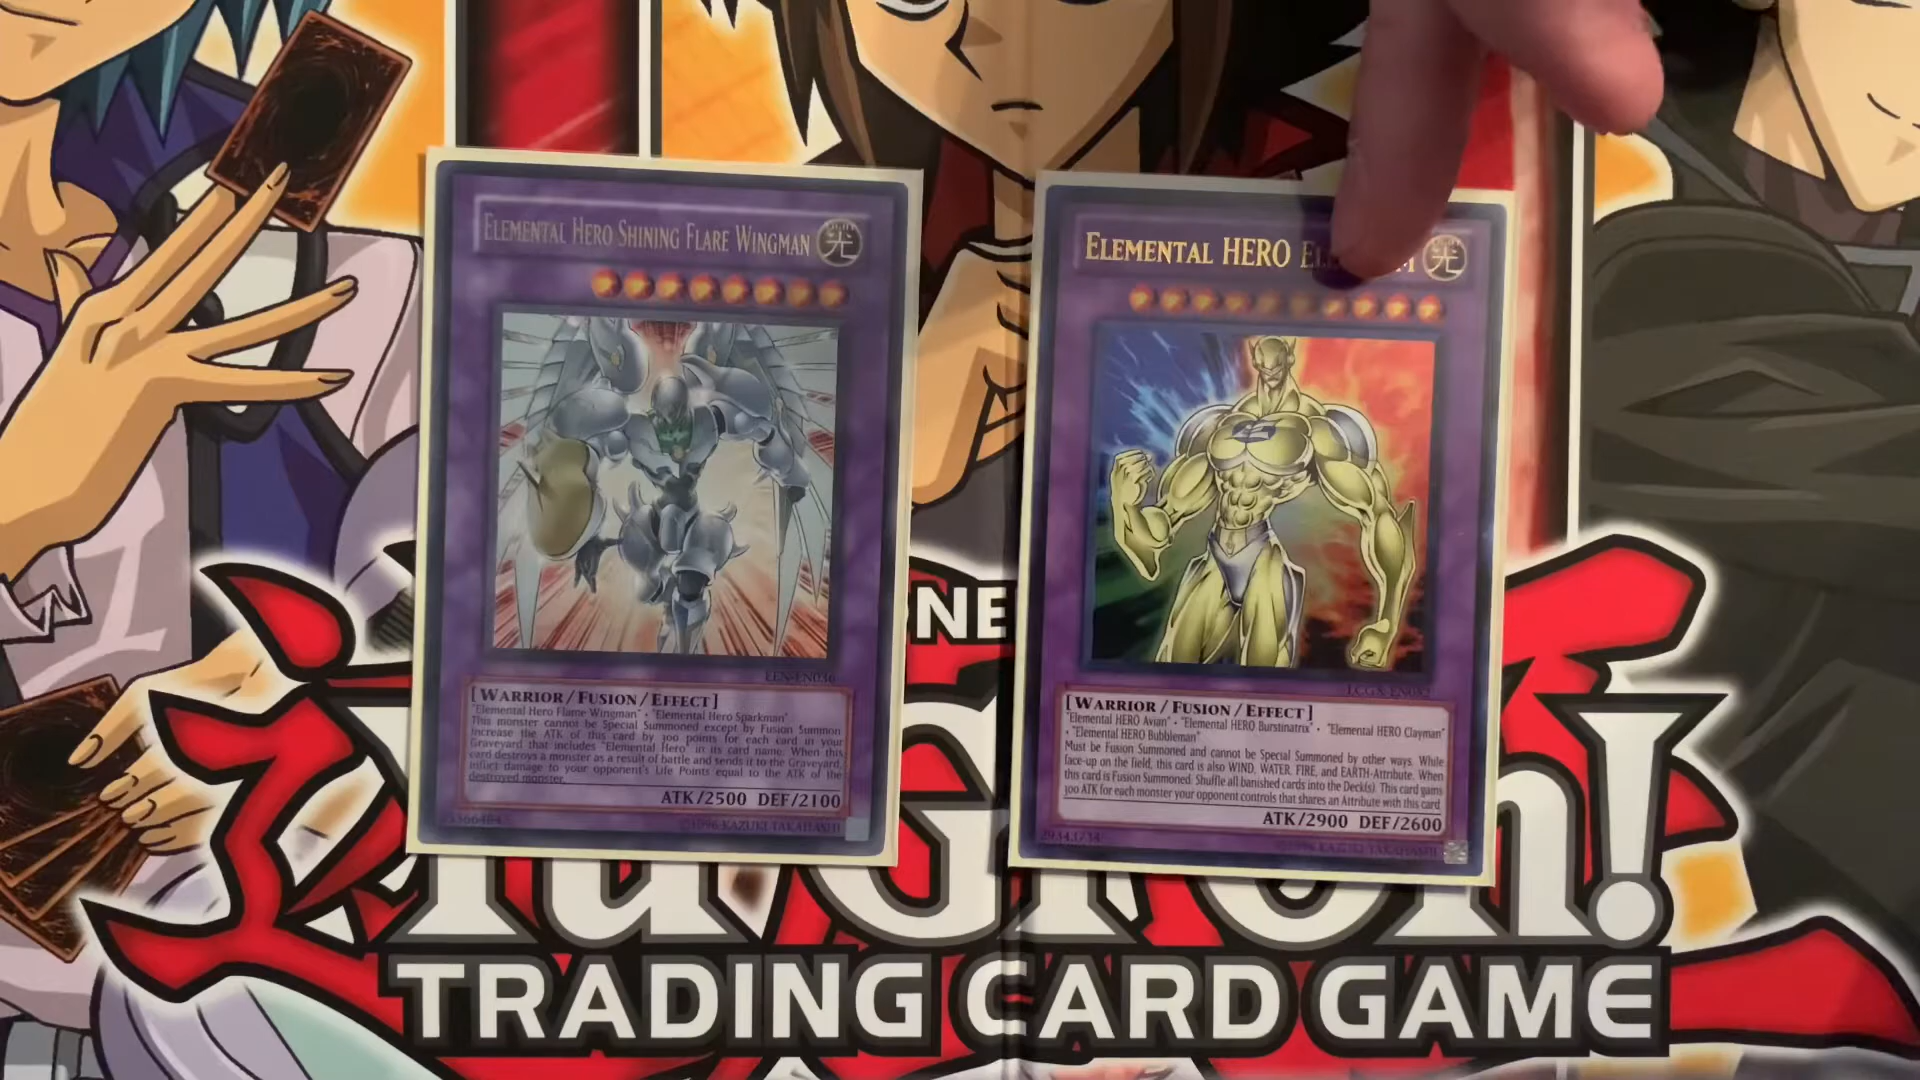 Elemental Hero Shining Flare Wingman 光
EEN-EN036
[ Warrior / Fusion / Effect ]
"Elemental Hero Flame Wingman" + "Elemental Hero Sparkman"
This monster cannot be Special Summoned except by Fusion Summon
Increase the ATK of this card by 300 points for each card in your
Graveyard that includes "Elemental Hero" in its card name. When this
card destroys a monster as a result of battle and sends it to the Graveyard,
inflict damage to your opponent's Life Points equal to the ATK of the
destroyed monster.
ATK/2500 DEF/2100
©1996 KAZUKI TAKAHASHI
Elemental HERO 光
[ Warrior / Fusion / Effect ]
"Elemental HERO Avian" + "Elemental HERO Burstinatrix" + "Elemental HERO Clayman"
+ "Elemental HERO Bubbleman"
Must be Fusion Summoned and cannot be Special Summoned by other ways. While
face-up on the field, this card is also WIND, WATER, FIRE, and EARTH-Attribute. When
this card is Fusion Summoned: Shuffle all banished cards into the Deck(s). This card gains
300 ATK for each monster your opponent controls that shares an Attribute with this card.
ATK/2900 DEF/2600
©1996 KAZUKI TAKAHASHI
TRADING CARD GAME